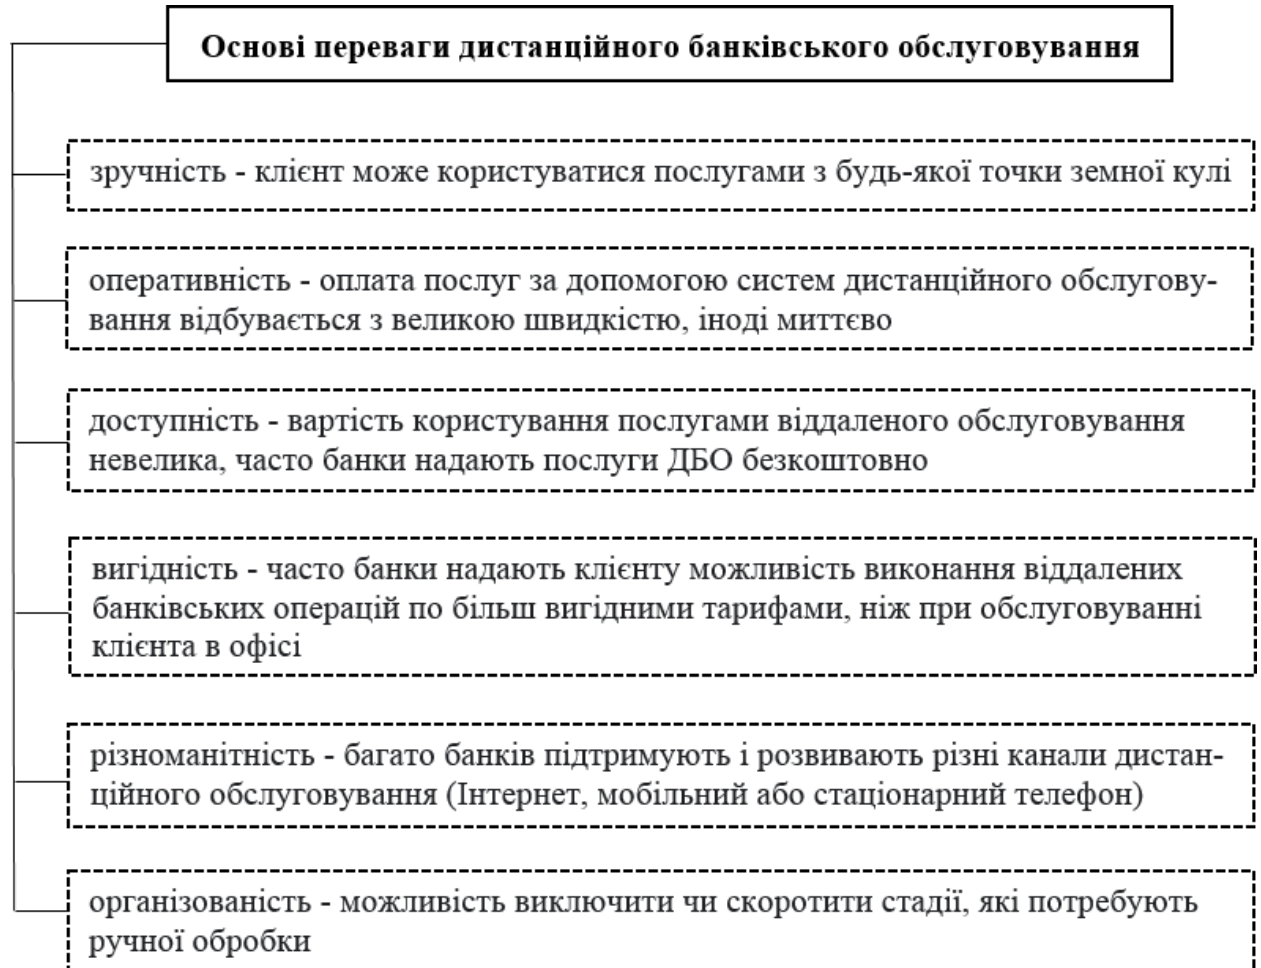 Основі переваги дистанційного банківського обслуговування
зручність - клієнт може користуватися послугами з будь-якої точки земної кулі
оперативність - оплата послуг за допомогою систем дистанційного обслугову-
вання відбувається з великою швидкістю, іноді миттєво
доступність - вартість користування послугами віддаленого обслуговування
невелика, часто банки надають послуги ДБО безкоштовно
вигідність - часто банки надають клієнту можливість виконання віддалених
банківських операцій по більш вигідними тарифами, ніж при обслуговуванні
клієнта в офісі
різноманітність - багато банків підтримують і розвивають різні канали дистан-
ційного обслуговування (Інтернет, мобільний або стаціонарний телефон)
організованість - можливість виключити чи скоротити стадії, які потребують
ручної обробки